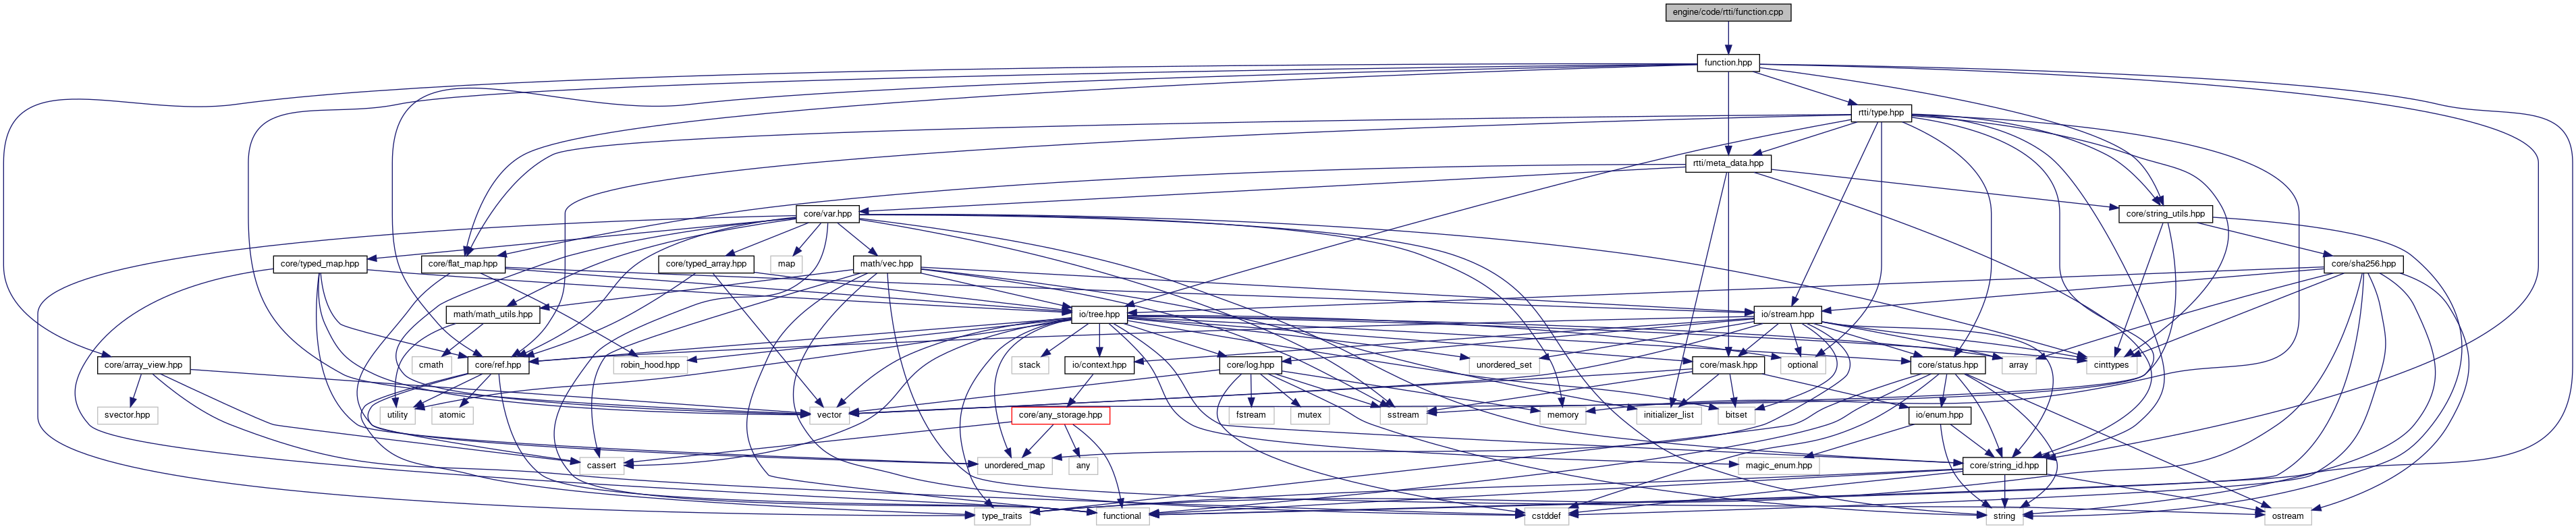 engine/code/rtti/function.cpp
function.hpp
rtti/type.hpp
rtti/meta_data.hpp
core/var.hpp
core/string_utils.hpp
core/typed_map.hpp
core/flat_map.hpp
core/typed_array.hpp
map
math/vec.hpp
core/sha256.hpp
math/math_utils.hpp
io/tree.hpp
io/stream.hpp
core/array_view.hpp
cmath
core/ref.hpp
robin_hood.hpp
stack
io/context.hpp
core/log.hpp
unordered_set
core/mask.hpp
optional
core/status.hpp
array
cinttypes
svector.hpp
utility
atomic
vector
core/any_storage.hpp
fstream
mutex
sstream
memory
initializer_list
bitset
io/enum.hpp
cassert
unordered_map
any
magic_enum.hpp
core/string_id.hpp
type_traits
functional
cstddef
string
ostream